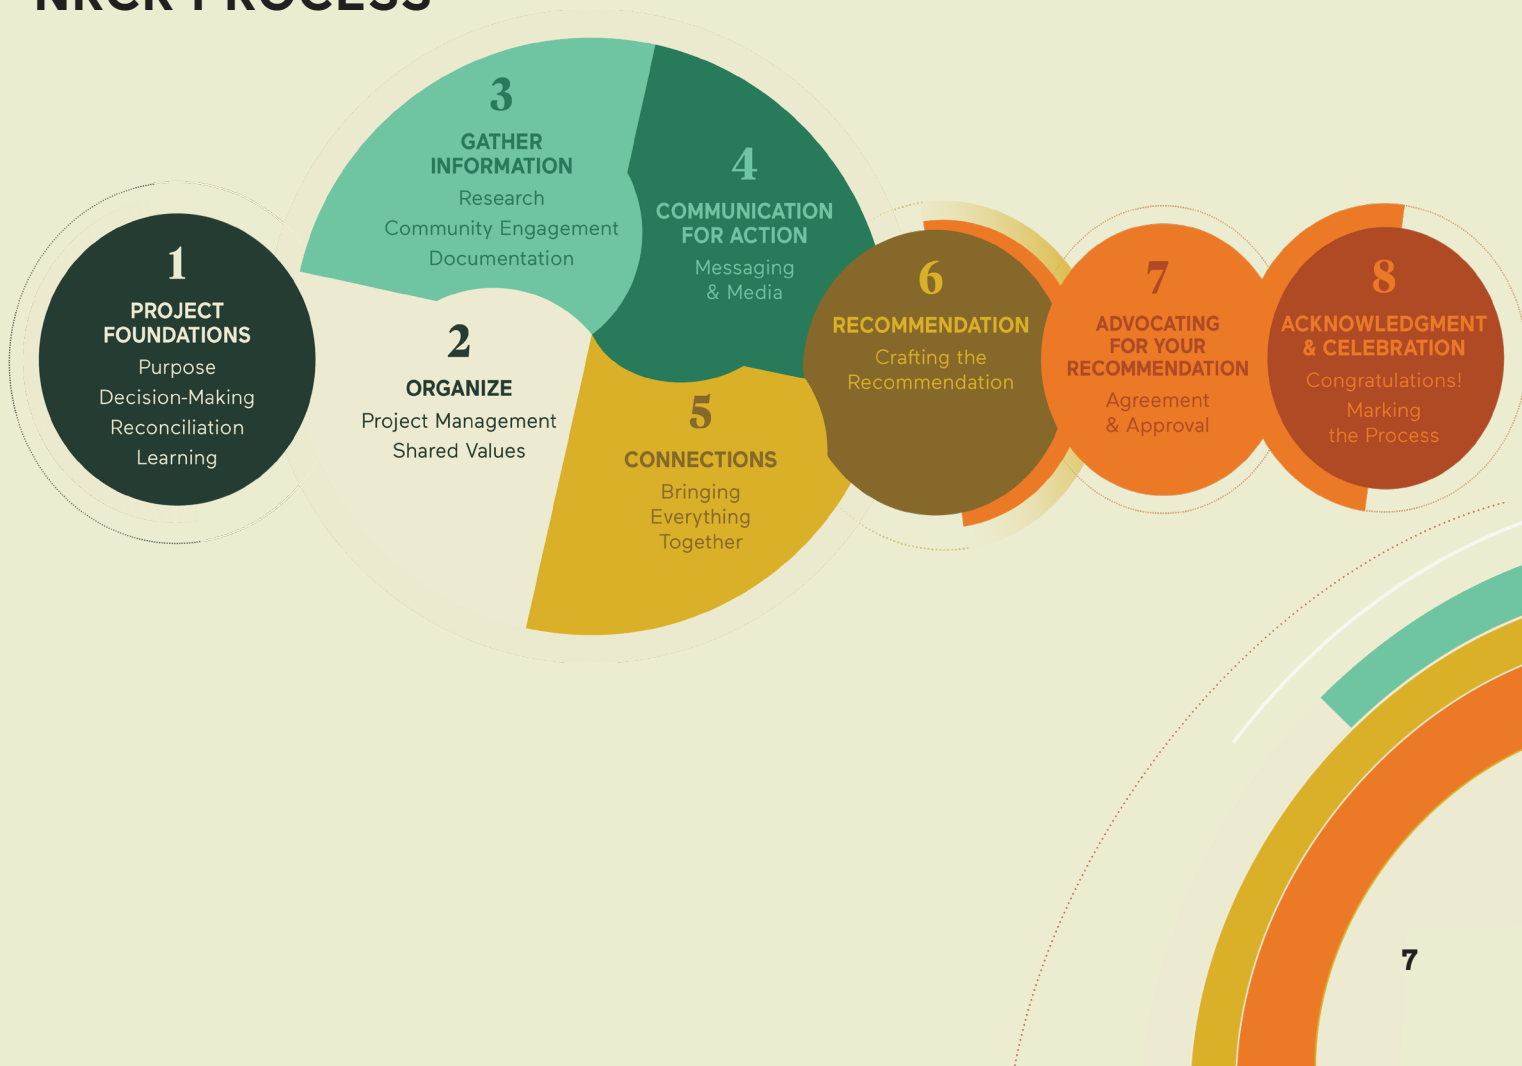 NRCR PROCESS
1
PROJECT
FOUNDATIONS
Purpose
Decision-Making
Reconciliation
Learning
2
ORGANIZE
Project Management
Shared Values
3
GATHER
INFORMATION
Research
Community Engagement
Documentation
4
COMMUNICATION
FOR ACTION
Messaging
& Media
5
CONNECTIONS
Bringing
Everything
Together
6
RECOMMENDATION
Crafting the
Recommendation
7
ADVOCATING
FOR YOUR
RECOMMENDATION
Agreement
& Approval
8
ACKNOWLEDGMENT
& CELEBRATION
Congratulations!
Marking
the Process
7